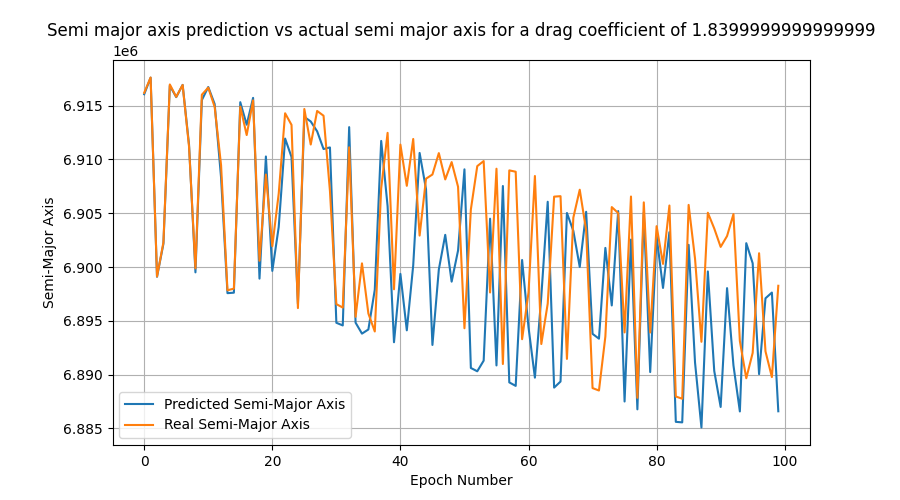 Semi major axis prediction vs actual semi major axis for a drag coefficient of 1.8399999999999999
1e6
6.915
6.910
6.905
6.900
6.895
6.890
6.885
Semi-Major Axis
Predicted Semi-Major Axis
Real Semi-Major Axis
0 20 40 60 80 100
Epoch Number